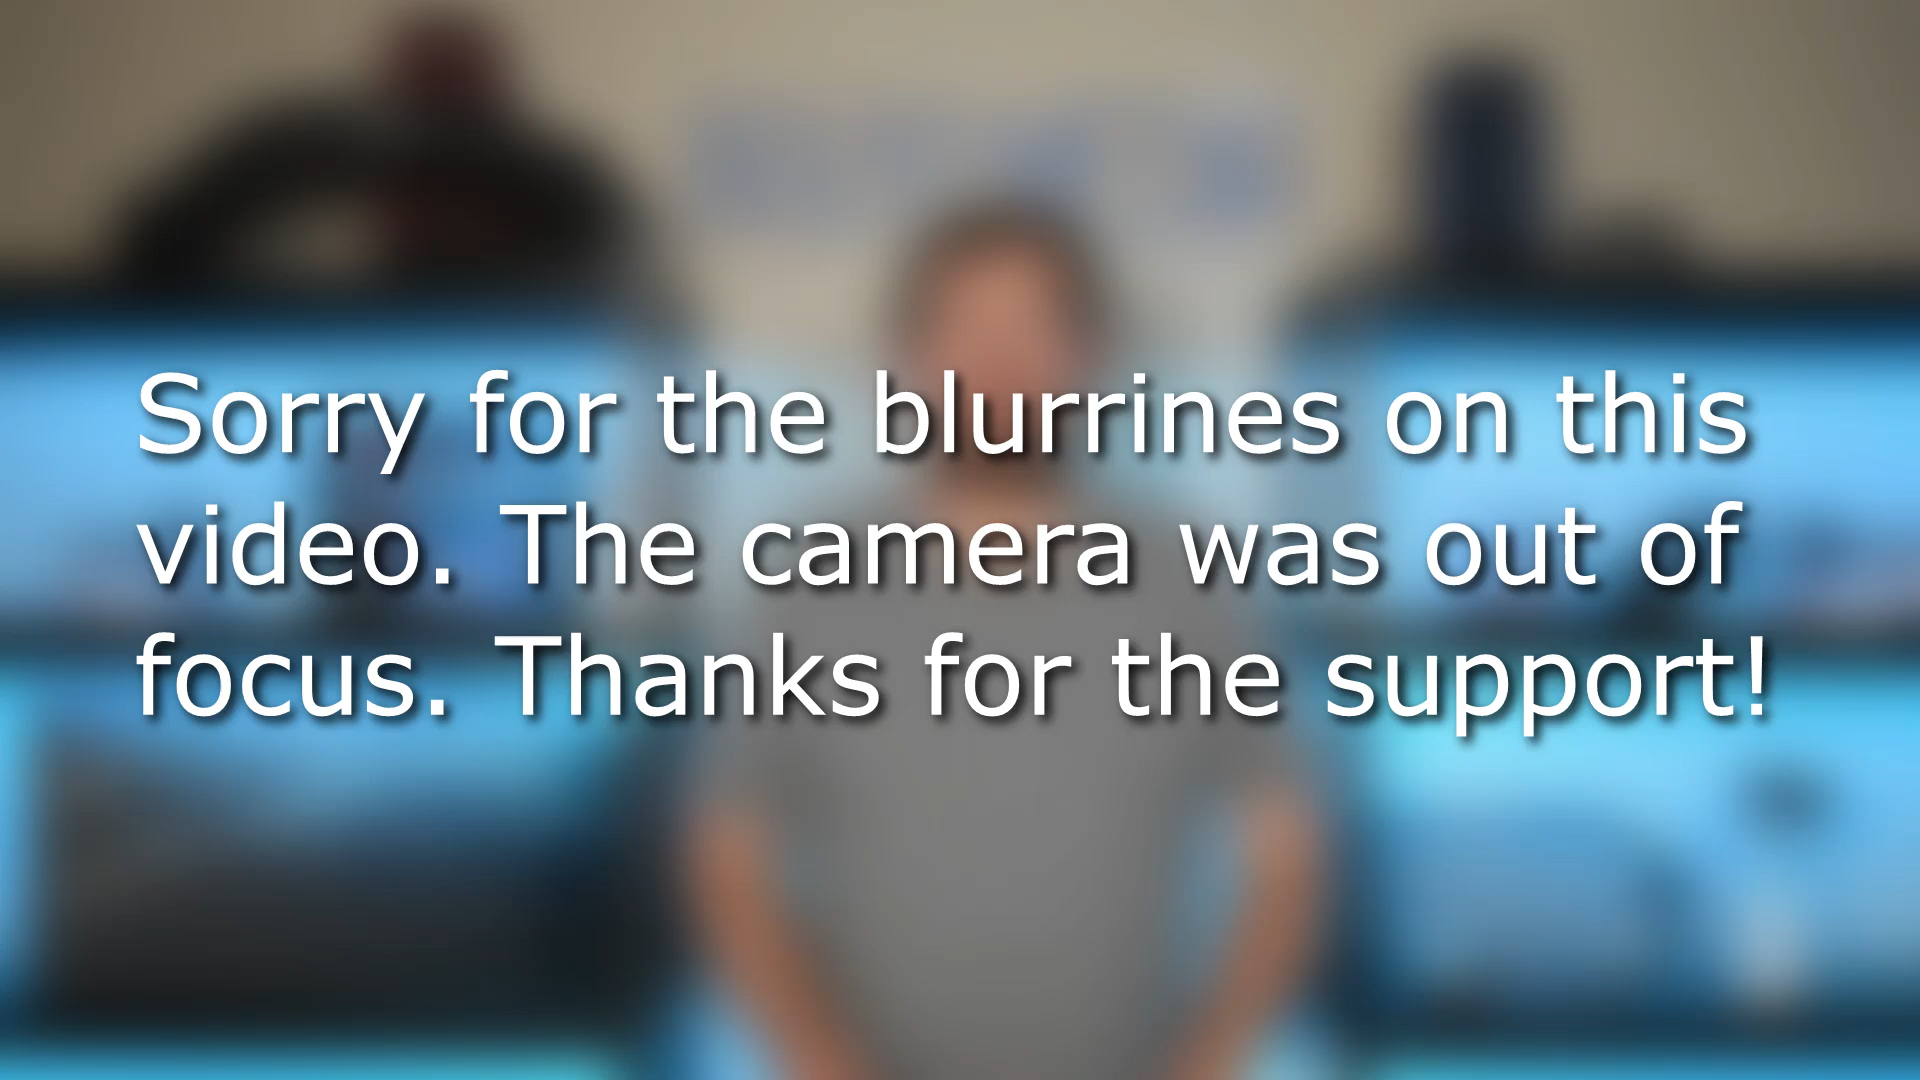 Sorry for the blurrines on this
video. The camera was out of
focus. Thanks for the support!